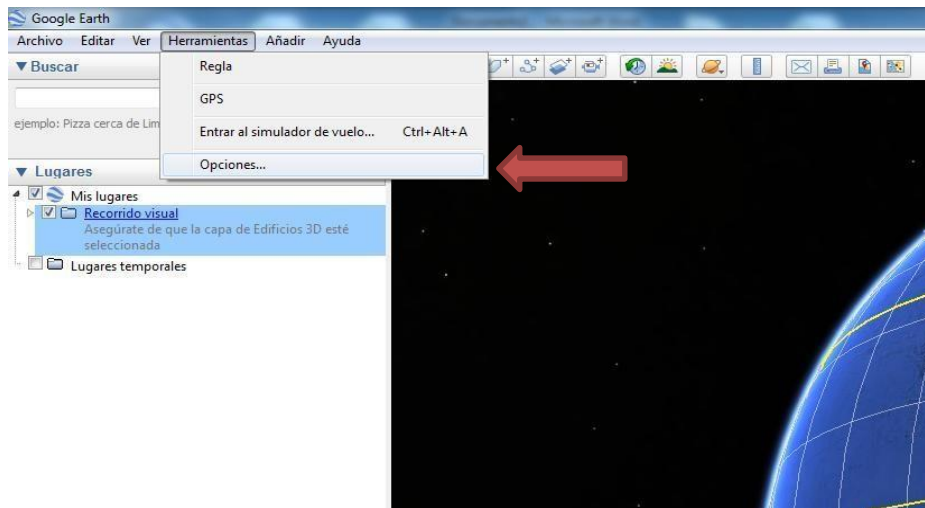 Google Earth
Archivo Editar Ver Herramientas Añadir Ayuda
Buscar
ejemplo: Pizza cerca de Lim
Regla
GPS
Entrar al simulador de vuelo... Ctrl+Alt+A
Opciones...
Lugares
Mis lugares
Recorrido visual
Asegúrate de que la capa de Edificios 3D esté
seleccionada
Lugares temporales